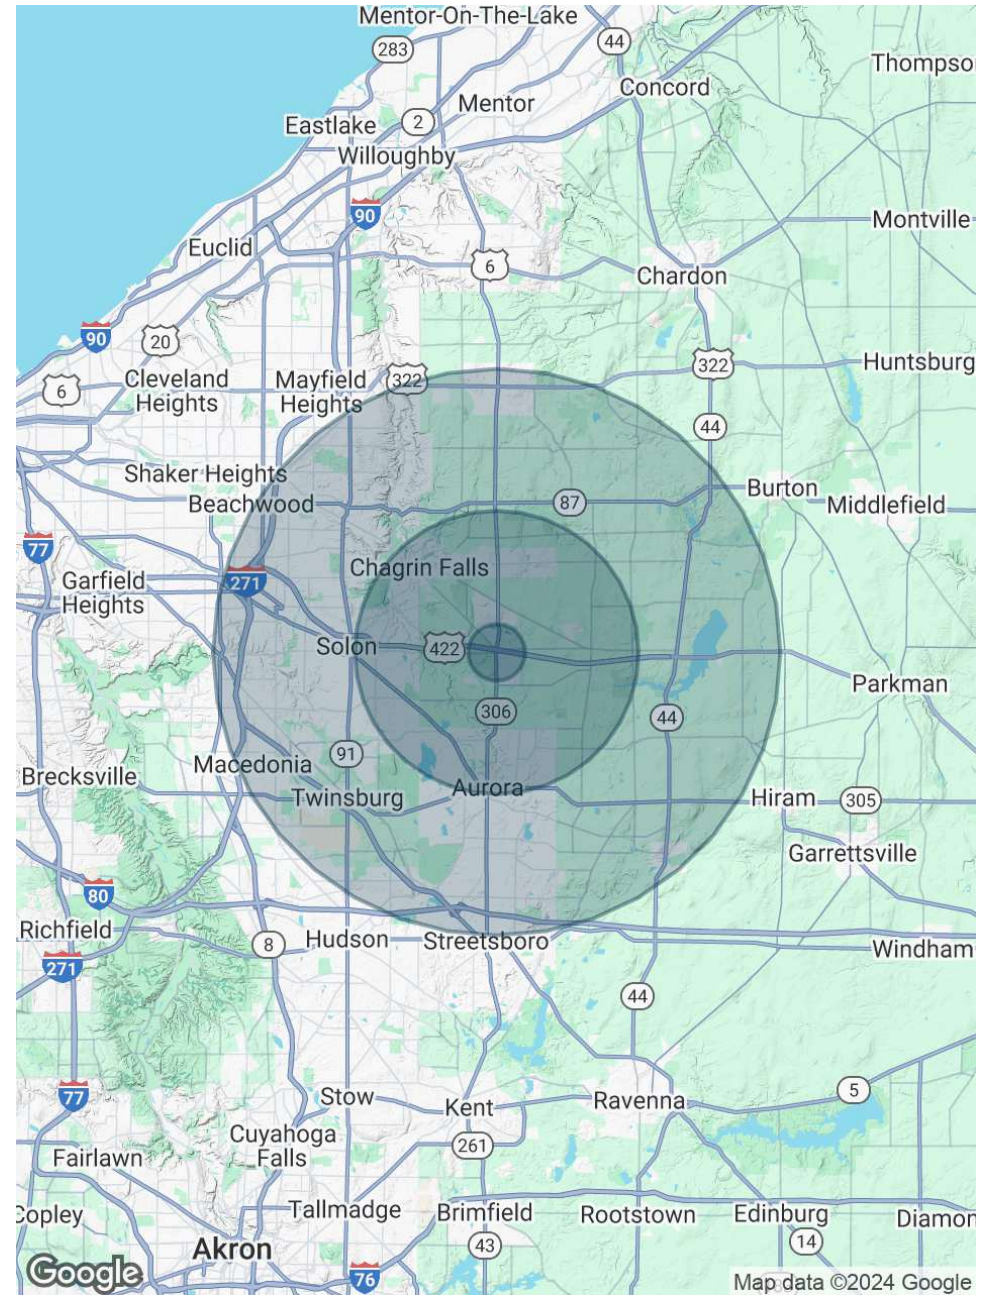 Mentor-On-The-Lake
283
44
Thompso
Concord
Mentor
Eastlake
2
Willoughby
90
Montville
Euclid
6
Chardon
90
20
322
Huntsburg
6
Cleveland
Heights
Mayfield
Heights
322
44
Shaker Heights
Beachwood
87
Burton
Middlefield
77
Chagrin Falls
271
Garfield
Heights
Solon
422
306
44
Parkman
91
Macedonia
Brecksville
Twinsburg
Aurora
Hiram
305
Garrettsville
80
Richfield
8
Hudson
Streetsboro
Windham
271
44
77
Stow
Kent
Ravenna
5
Cuyahoga
Falls
261
Fairlawn
Copley
Tallmadge
Brimfield
Rootstown
Edinburg
Diamon
Akron
43
14
Google
76
Map data ©2024 Google